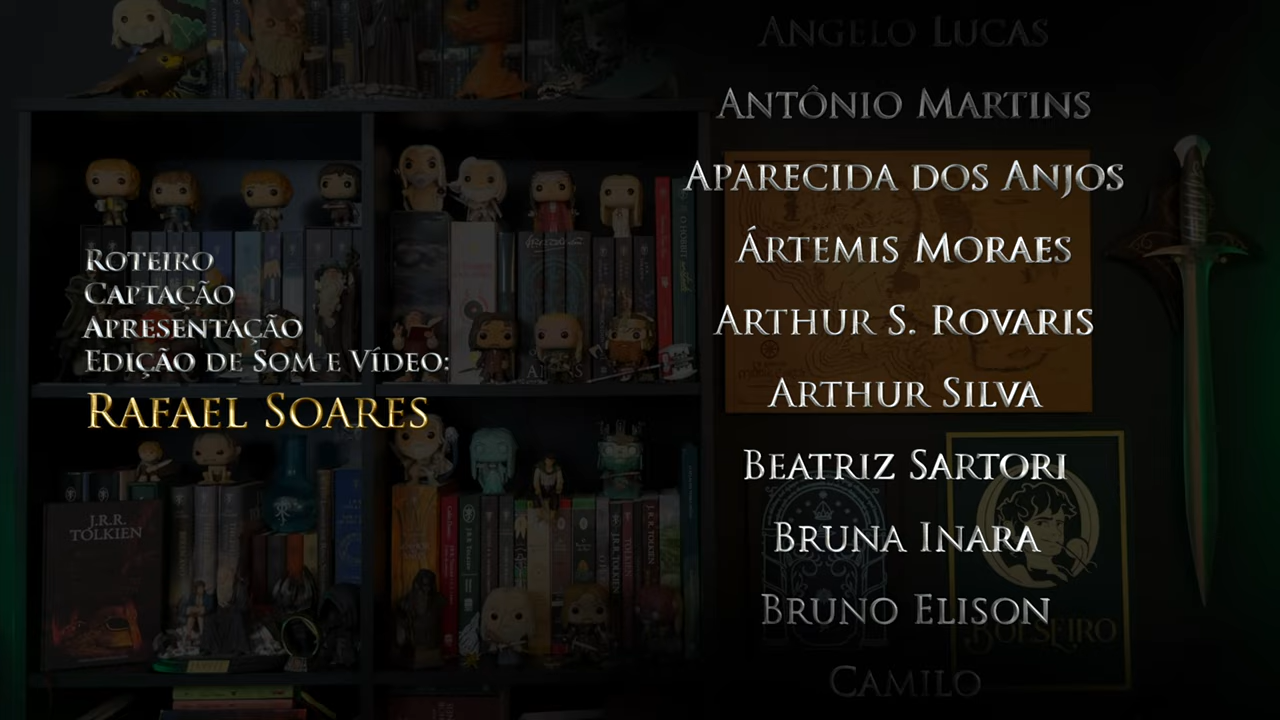 Roteiro
Captação
Apresentação
Edição de Som e Vídeo:
Rafael Soares
Angelo Lucas
Antônio Martins
Aparecida dos Anjos
Ártemis Moraes
Arthur S. Rovaris
Arthur Silva
Beatriz Sartori
Bruna Inara
Bruno Elison
Camilo
J.R.R.
TOLKIEN
BOLSEIRO